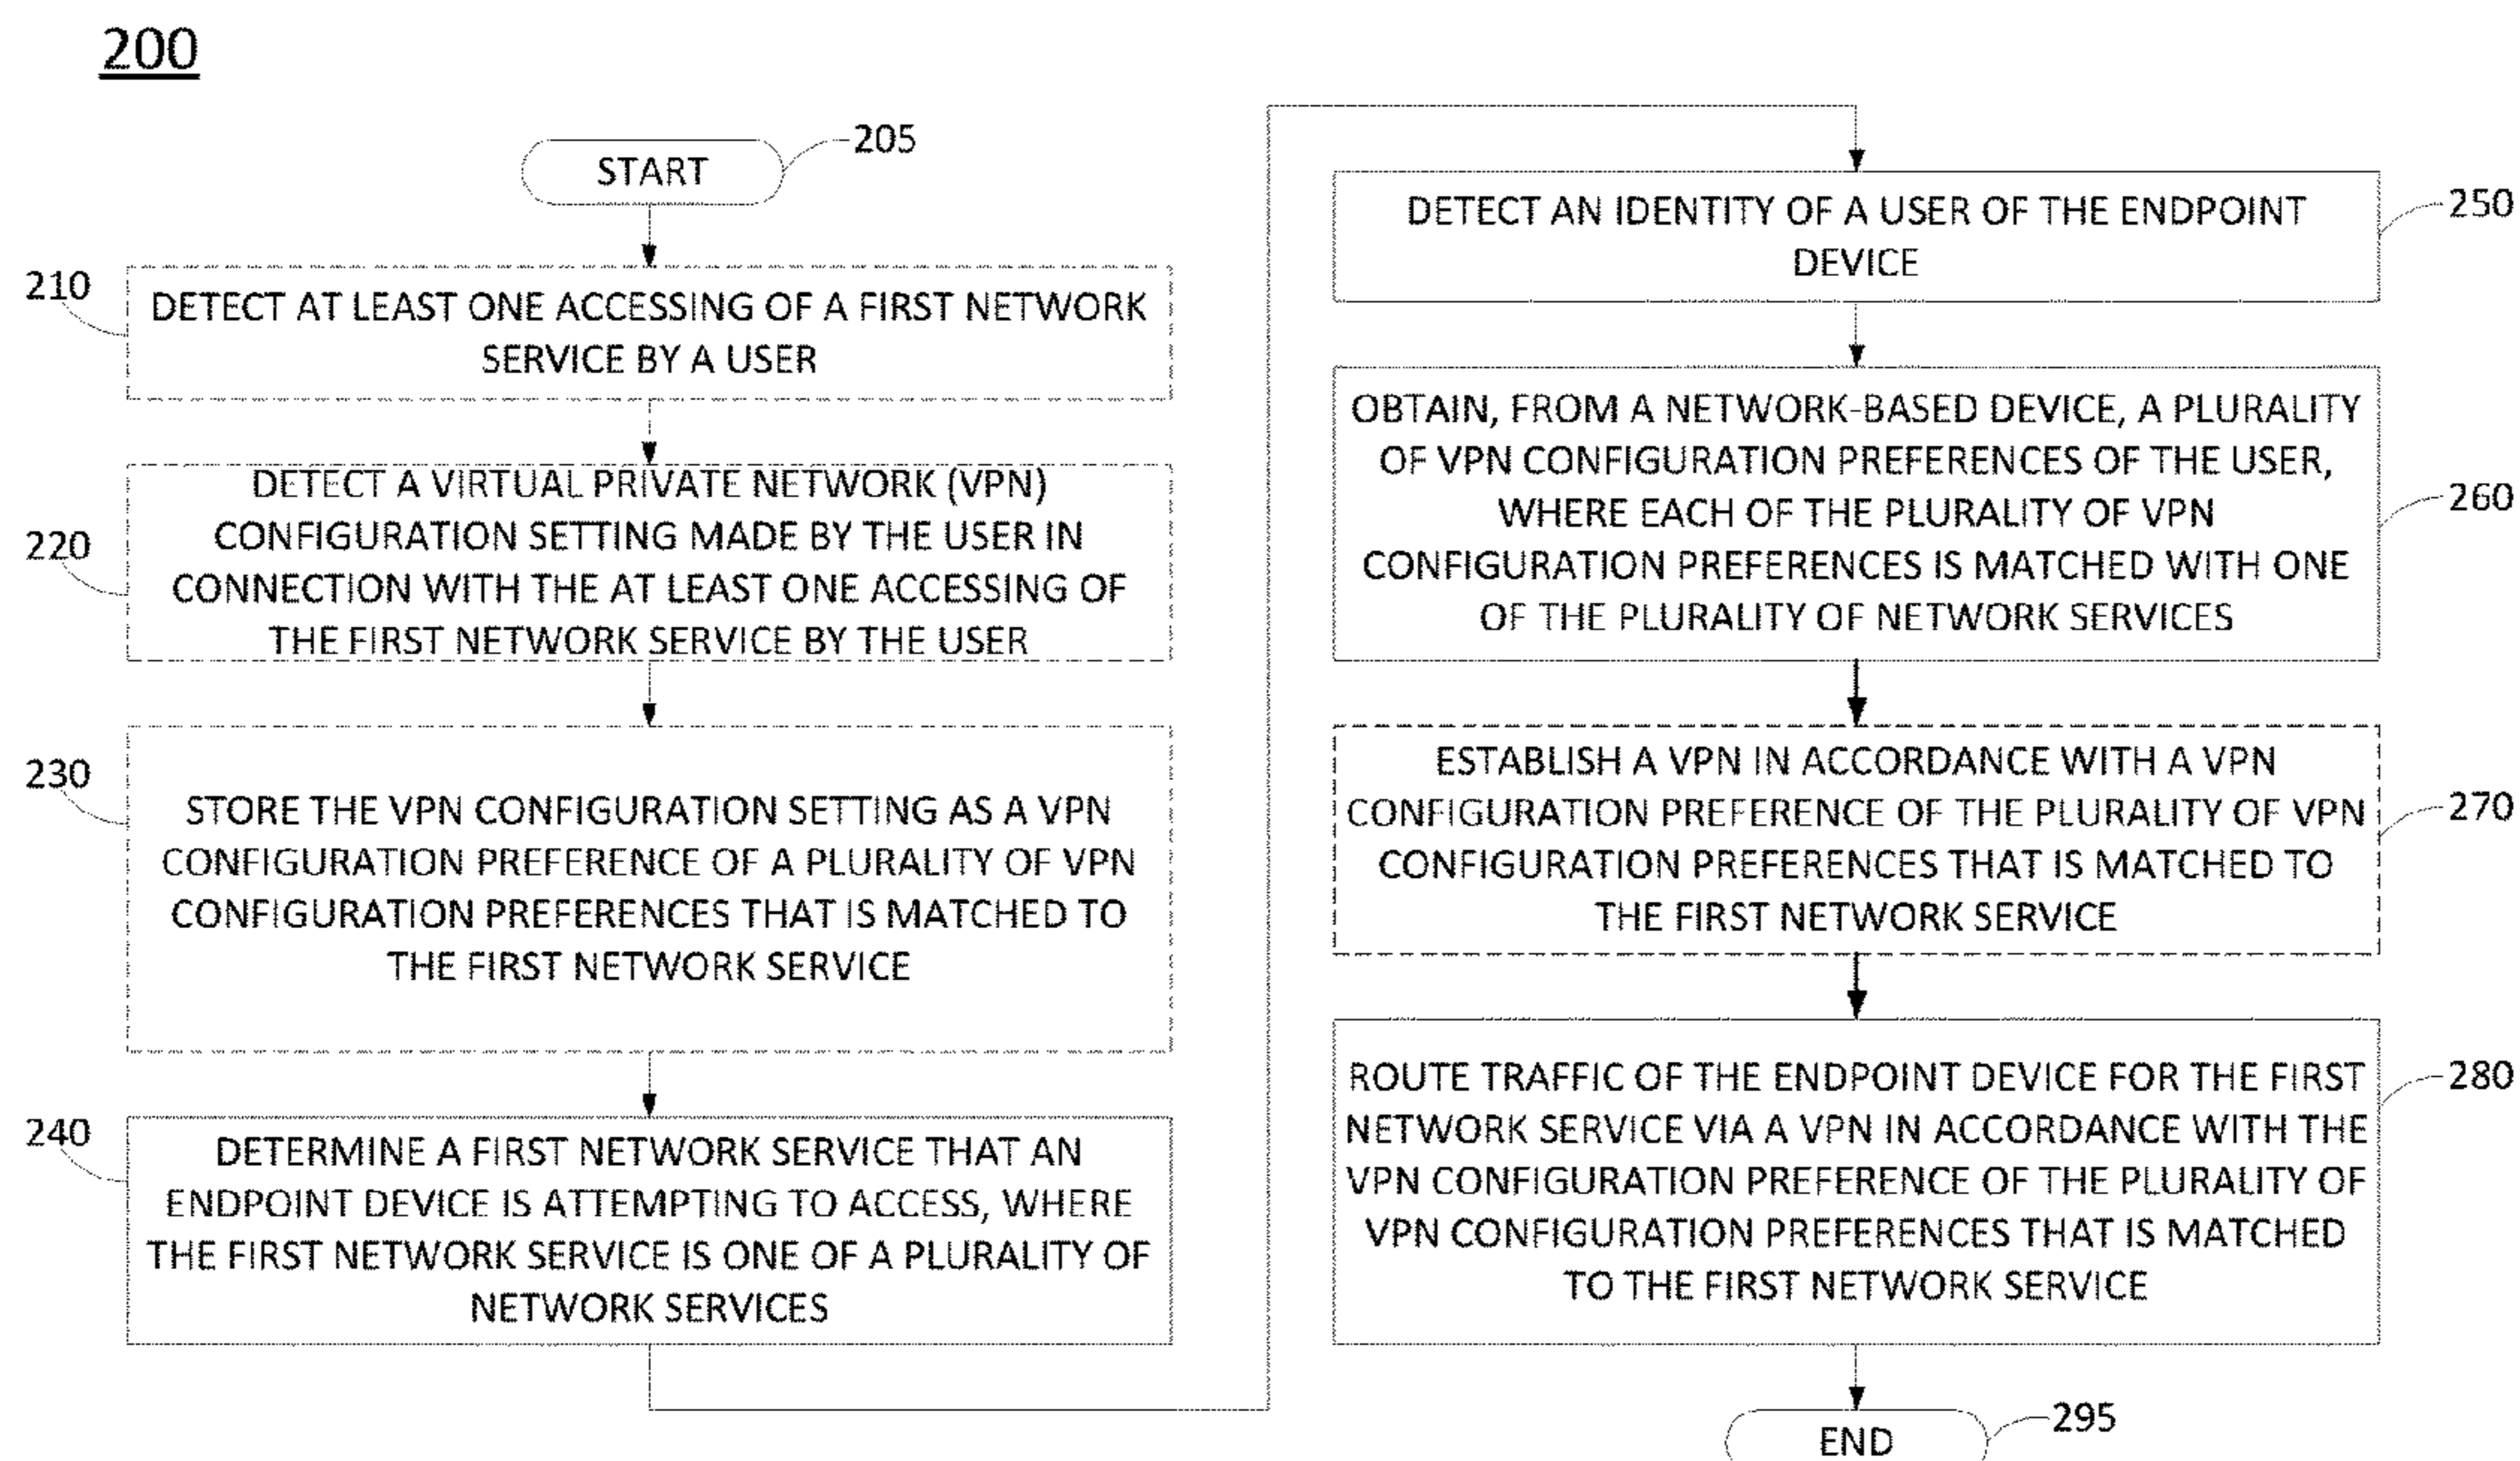 200
START
205
210
DETECT AT LEAST ONE ACCESSING OF A FIRST NETWORK
SERVICE BY A USER
220
DETECT A VIRTUAL PRIVATE NETWORK (VPN)
CONFIGURATION SETTING MADE BY THE USER IN
CONNECTION WITH THE AT LEAST ONE ACCESSING OF
THE FIRST NETWORK SERVICE BY THE USER
230
STORE THE VPN CONFIGURATION SETTING AS A VPN
CONFIGURATION PREFERENCE OF A PLURALITY OF VPN
CONFIGURATION PREFERENCES THAT IS MATCHED TO
THE FIRST NETWORK SERVICE
240
DETERMINE A FIRST NETWORK SERVICE THAT AN
ENDPOINT DEVICE IS ATTEMPTING TO ACCESS, WHERE
THE FIRST NETWORK SERVICE IS ONE OF A PLURALITY OF
NETWORK SERVICES
DETECT AN IDENTITY OF A USER OF THE ENDPOINT
DEVICE
250
OBTAIN, FROM A NETWORK-BASED DEVICE, A PLURALITY
OF VPN CONFIGURATION PREFERENCES OF THE USER,
WHERE EACH OF THE PLURALITY OF VPN
CONFIGURATION PREFERENCES IS MATCHED WITH ONE
OF THE PLURALITY OF NETWORK SERVICES
260
ESTABLISH A VPN IN ACCORDANCE WITH A VPN
CONFIGURATION PREFERENCE OF THE PLURALITY OF VPN
CONFIGURATION PREFERENCES THAT IS MATCHED TO
THE FIRST NETWORK SERVICE
270
ROUTE TRAFFIC OF THE ENDPOINT DEVICE FOR THE FIRST
NETWORK SERVICE VIA A VPN IN ACCORDANCE WITH THE
VPN CONFIGURATION PREFERENCE OF THE PLURALITY OF
VPN CONFIGURATION PREFERENCES THAT IS MATCHED
TO THE FIRST NETWORK SERVICE
280
END
295